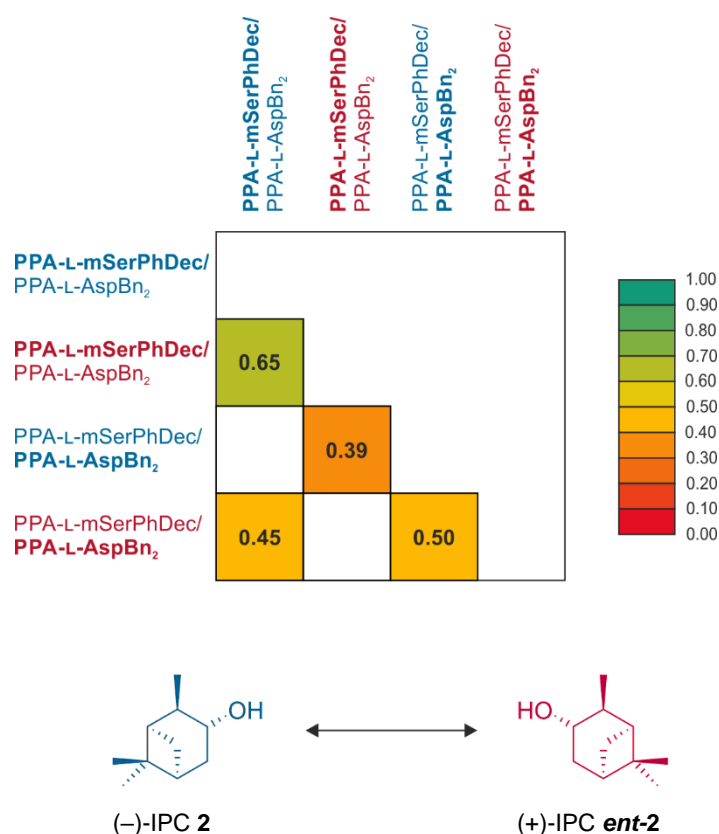 PPA-L-mSerPhDec/
PPA-L-AspBn₂
PPA-L-mSerPhDec/
PPA-L-AspBn₂
PPA-L-mSerPhDec/
PPA-L-AspBn₂
PPA-L-mSerPhDec/
PPA-L-AspBn₂
PPA-L-mSerPhDec/
PPA-L-AspBn₂
PPA-L-mSerPhDec/
PPA-L-AspBn₂
0.65
PPA-L-mSerPhDec/
PPA-L-AspBn₂
0.39
PPA-L-mSerPhDec/
PPA-L-AspBn₂
0.45
0.50
1.00
0.90
0.80
0.70
0.60
0.50
0.40
0.30
0.20
0.10
0.00
OH
HO
(–)-IPC 2
(+)-IPC ent-2